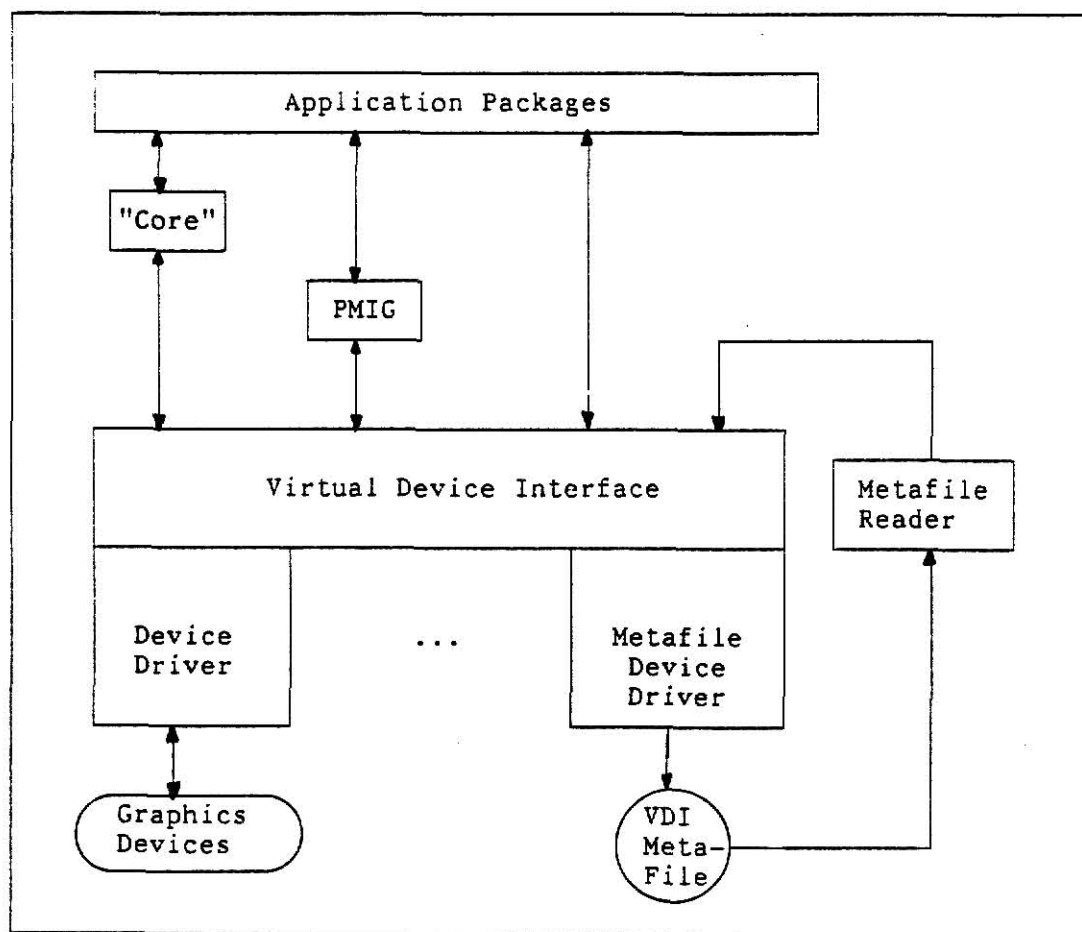 Application Packages
"Core"
PMIG
Virtual Device Interface
Metafile
Reader
Device
Driver
...
Metafile
Device
Driver
Graphics
Devices
VDI
Meta-
File